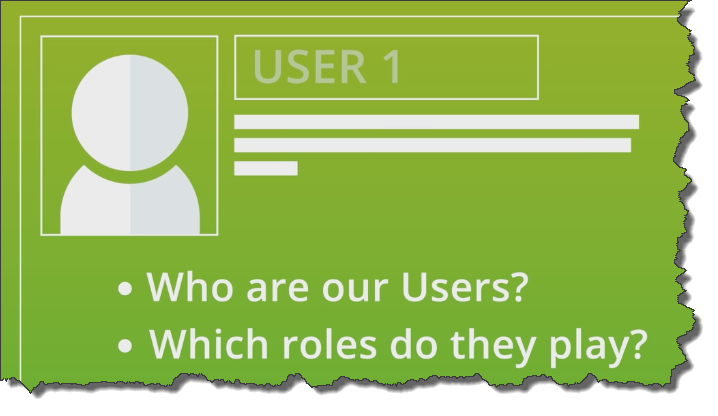 USER 1
• Who are our Users?
• Which roles do they play?